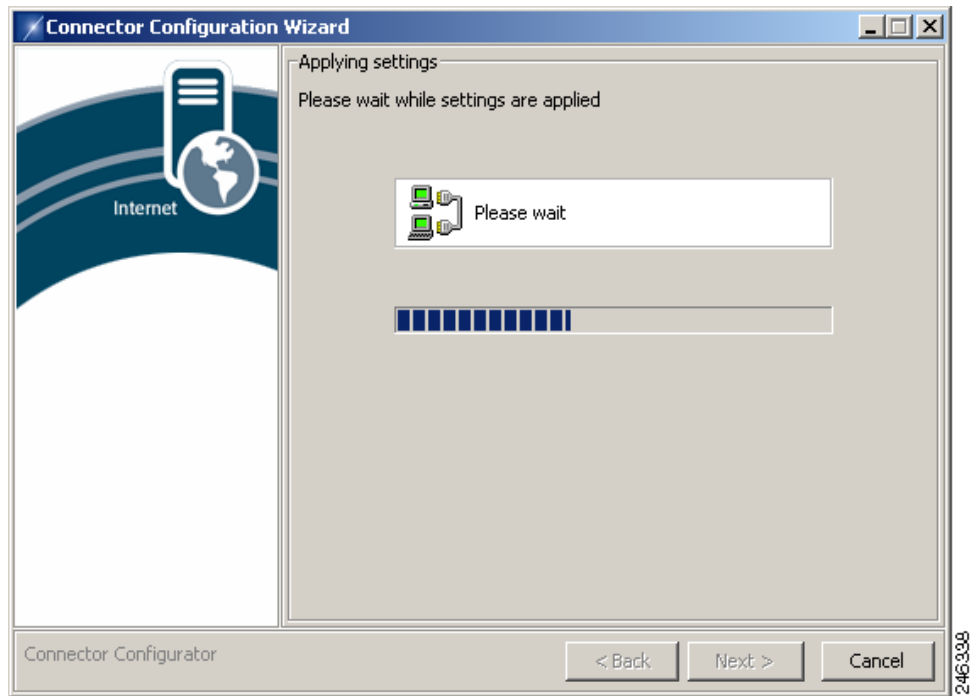 Connector Configuration Wizard
Applying settings
Please wait while settings are applied
Internet
Please wait
Connector Configurator
< Back
Next >
Cancel
246338